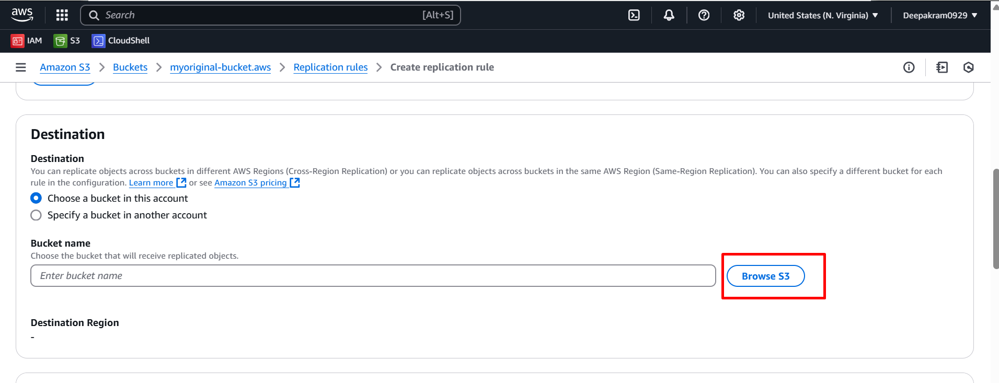 aws
Search [Alt+S]
United States (N. Virginia) ▼
Deepakram0929 ▼
IAM S3 CloudShell
Amazon S3 > Buckets > myoriginal-bucket.aws > Replication rules > Create replication rule
Destination
Destination
You can replicate objects across buckets in different AWS Regions (Cross-Region Replication) or you can replicate objects across buckets in the same AWS Region (Same-Region Replication). You can also specify a different bucket for each
rule in the configuration. Learn more or see Amazon S3 pricing
Choose a bucket in this account
Specify a bucket in another account
Bucket name
Choose the bucket that will receive replicated objects.
Enter bucket name
Browse S3
Destination Region
-